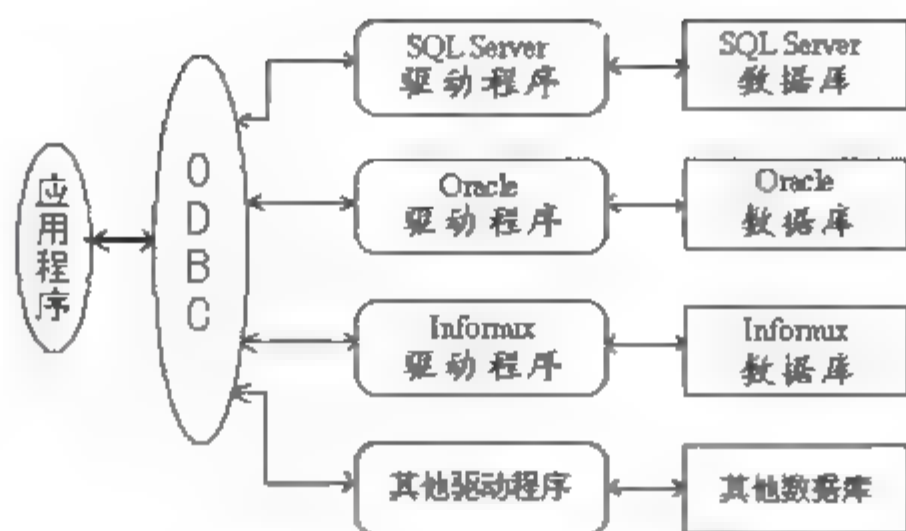 应用程序
ODBC
SQL Server
驱动程序
SQL Server
数据库
Oracle
驱动程序
Oracle
数据库
Informux
驱动程序
Informux
数据库
其他驱动程序
其他数据库